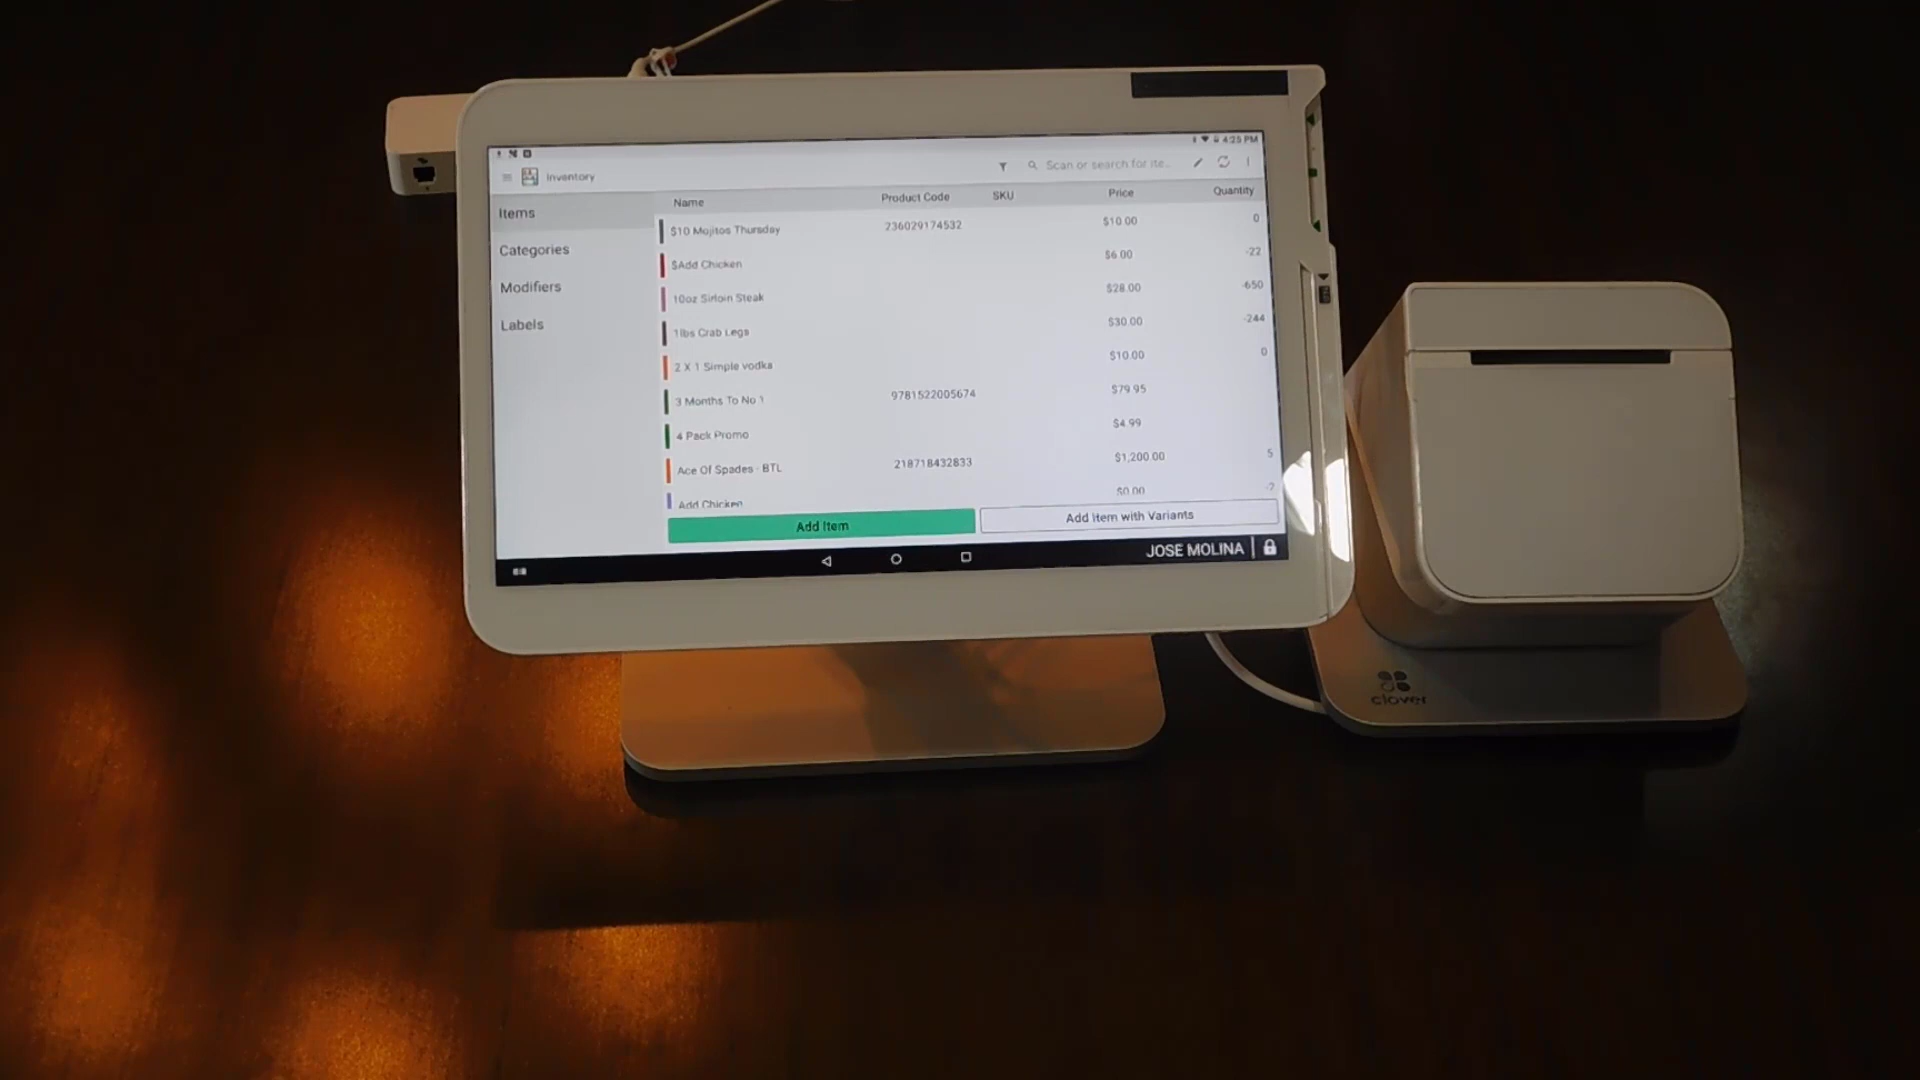 4:25 PM
Inventory
Scan or search for ite...
Items
Categories
Modifiers
Labels
Name Product Code SKU Price Quantity
$10 Mojitos Thursday 236029174532 $10.00 0
$Add Chicken $6.00 -22
10oz Sirloin Steak $28.00 -650
1lbs Crab Legs $30.00 -244
2 X 1 Simple vodka $10.00 0
3 Months To No 1 9781522005674 $79.95
4 Pack Promo $4.99
Ace Of Spades - BTL 218718432833 $1,200.00 5
Add Chicken $0.00 -7
Add Item
Add Item with Variants
JOSE MOLINA
clover